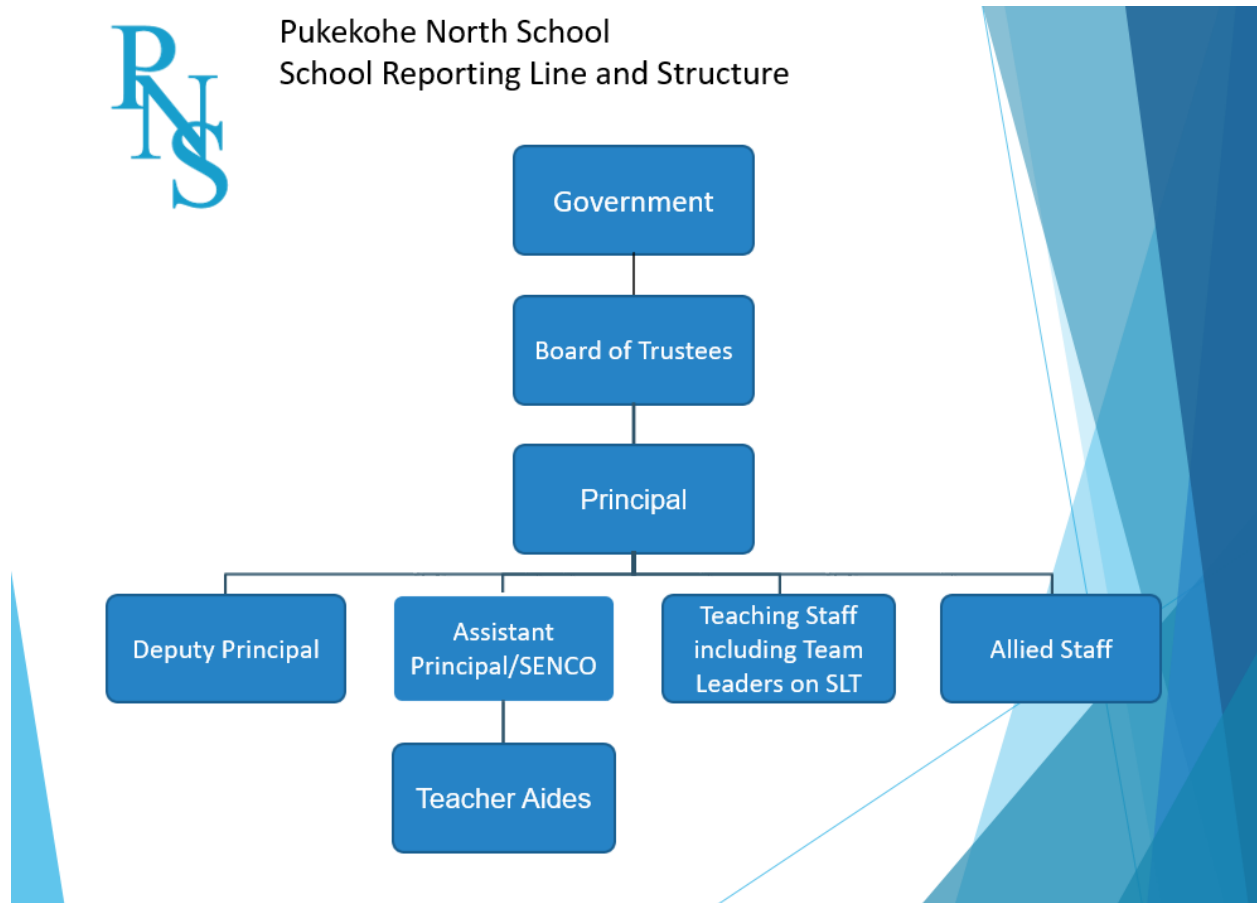 PNS
Pukekohe North School
School Reporting Line and Structure
Government
Board of Trustees
Principal
Deputy Principal
Assistant
Principal/SENCO
Teaching Staff
including Team
Leaders on SLT
Allied Staff
Teacher Aides